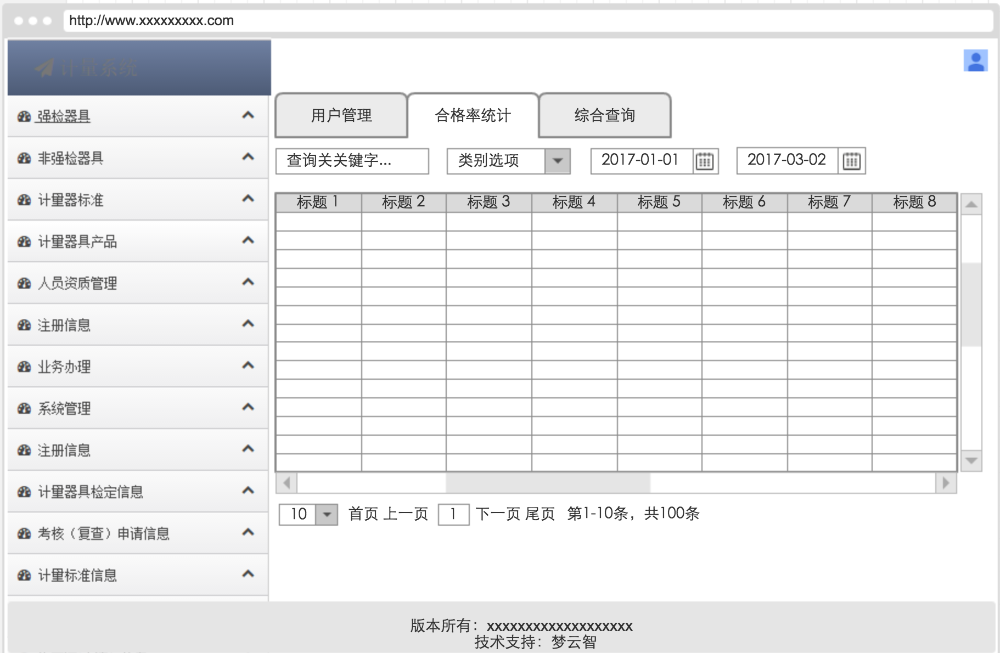 http://www.xxxxxxxxx.com
计量系统
强检器具
非强检器具
计量器标准
计量器具产品
人员资质管理
注册信息
业务办理
系统管理
注册信息
计量器具检定信息
考核（复查）申请信息
计量标准信息
用户管理 合格率统计 综合查询
查询关关键字... 类别选项 2017-01-01 2017-03-02
标题 1 标题 2 标题 3 标题 4 标题 5 标题 6 标题 7 标题 8
10 首页 上一页 1 下一页 尾页 第1-10条，共100条
版本所有：xxxxxxxxxxxxxxxxxxx
技术支持：梦云智